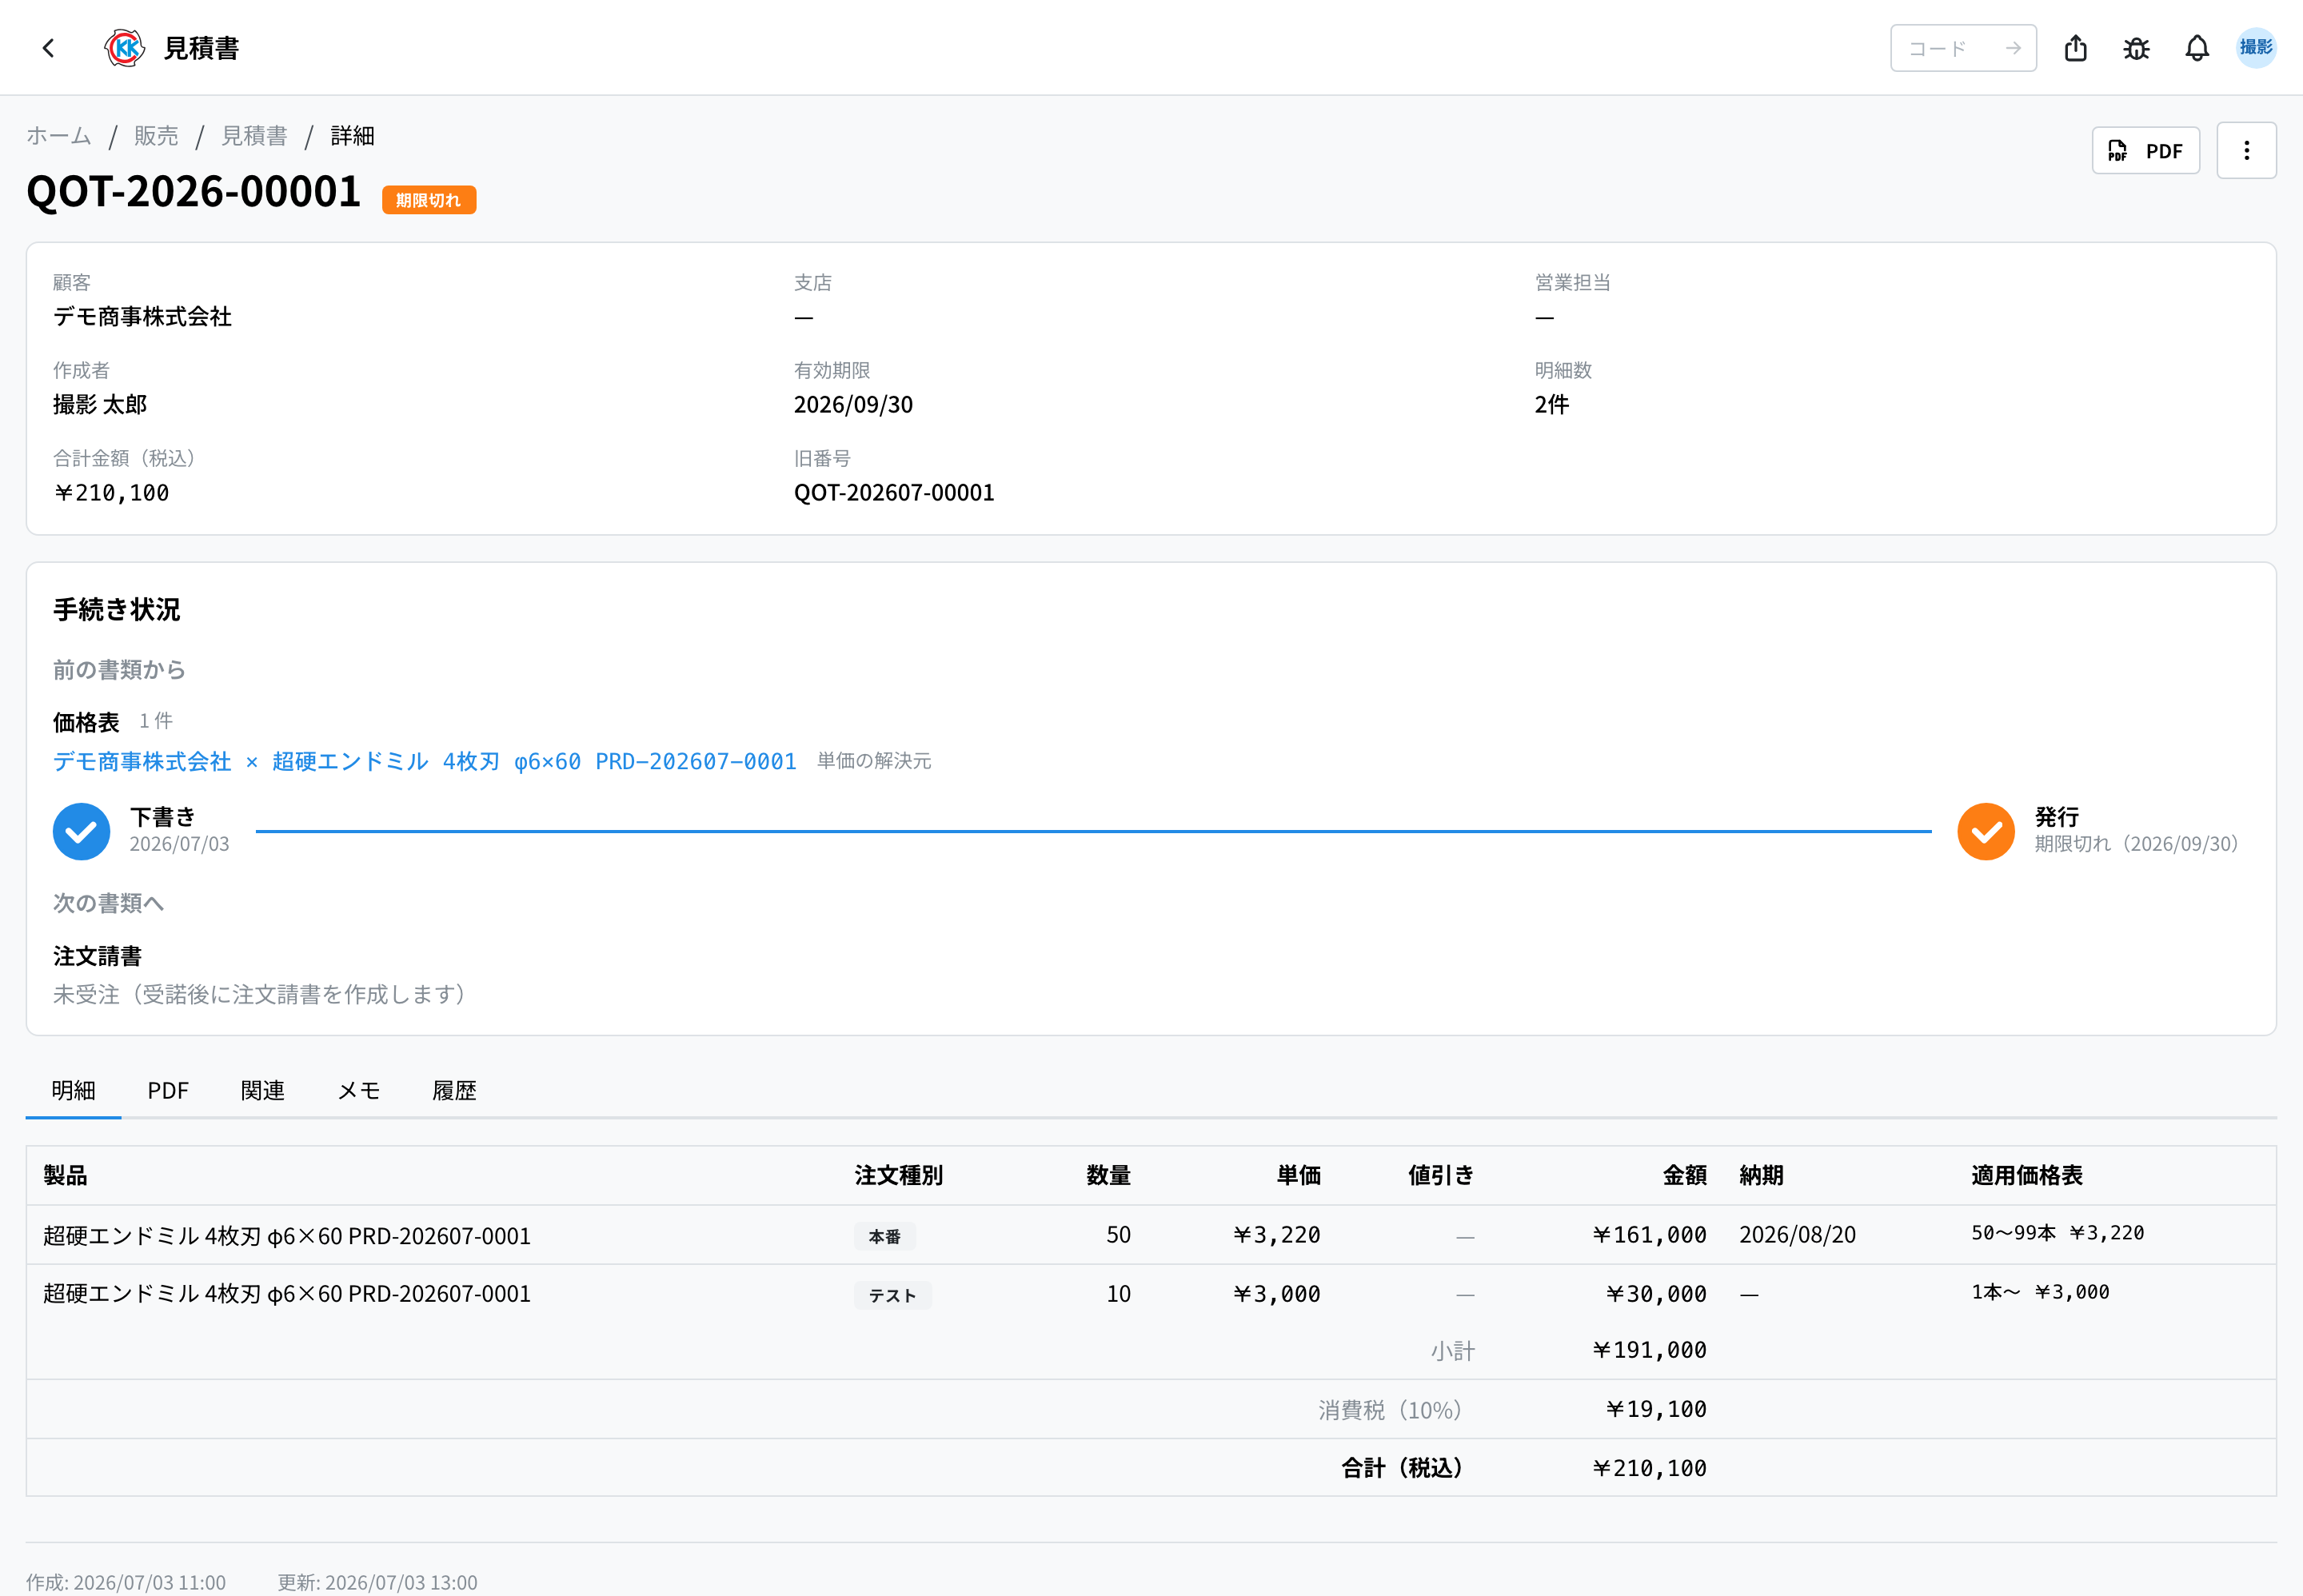 KK 見積書 コード 撮影
ホーム / 販売 / 見積書 / 詳細
PDF PDF
QOT-2026-00001 期限切れ
顧客 支店 営業担当
デモ商事株式会社 — —
作成者 有効期限 明細数
撮影 太郎 2026/09/30 2件
合計金額（税込） 旧番号
¥210,100 QOT-202607-00001
手続き状況
前の書類から
価格表 1 件
デモ商事株式会社 × 超硬エンドミル 4枚刃 φ6×60 PRD-202607-0001 単価の解決元
下書き 発行
2026/07/03 期限切れ（2026/09/30）
次の書類へ
注文請書
未受注（受諾後に注文請書を作成します）
明細 PDF 関連 メモ 履歴
製品 注文種別 数量 単価 値引き 金額 納期 適用価格表
超硬エンドミル 4枚刃 φ6×60 PRD-202607-0001 本番 50 ¥3,220 — ¥161,000 2026/08/20 50〜99本 ¥3,220
超硬エンドミル 4枚刃 φ6×60 PRD-202607-0001 テスト 10 ¥3,000 — ¥30,000 — 1本〜 ¥3,000
小計 ¥191,000
消費税（10%） ¥19,100
合計（税込） ¥210,100
作成: 2026/07/03 11:00 更新: 2026/07/03 13:00